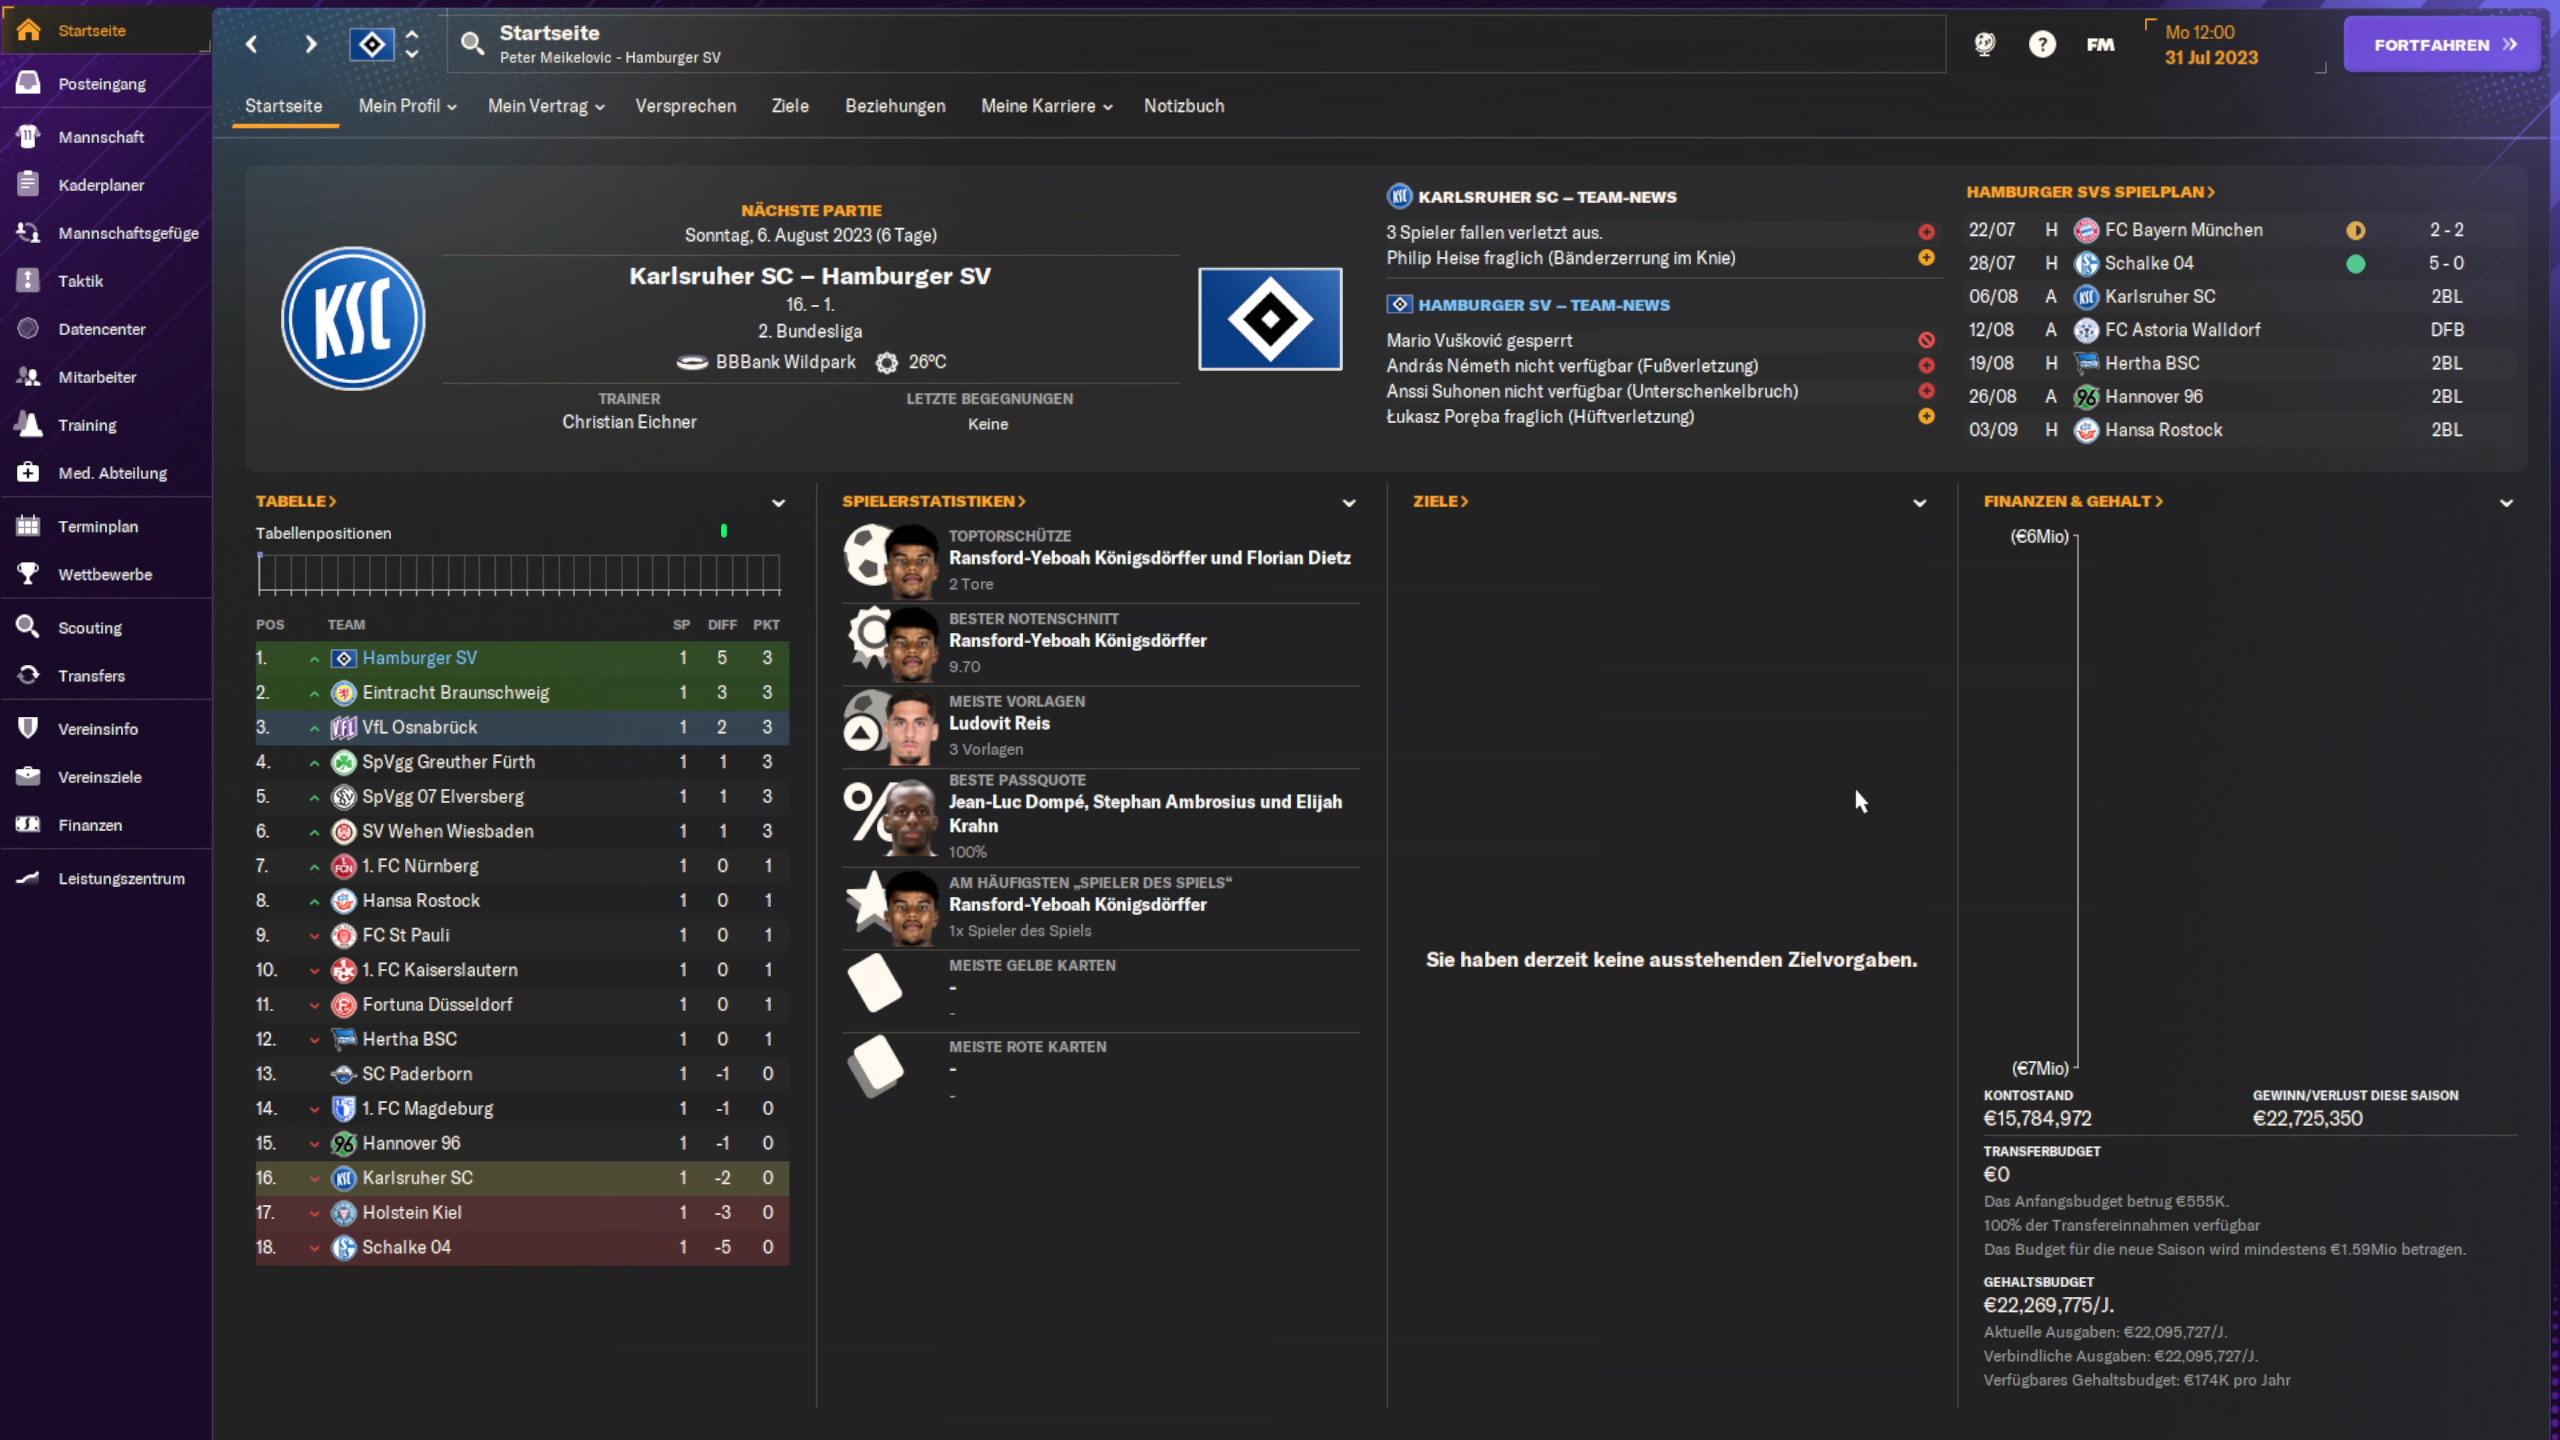 Startseite
Posteingang
Mannschaft
Kaderplaner
Mannschaftsgefüge
Taktik
Datencenter
Mitarbeiter
Training
Med. Abteilung
Terminplan
Wettbewerbe
Scouting
Transfers
Vereinsinfo
Vereinsziele
Finanzen
Leistungszentrum
Startseite
Peter Meikelovic - Hamburger SV
? FM
Mo 12:00
31 Jul 2023
FORTFAHREN
Startseite Mein Profil Mein Vertrag Versprechen Ziele Beziehungen Meine Karriere Notizbuch
NÄCHSTE PARTIE
Sonntag, 6. August 2023 (6 Tage)
KSC
Karlsruher SC – Hamburger SV
16. – 1.
2. Bundesliga
BBBank Wildpark 26°C
TRAINER
Christian Eichner
LETZTE BEGEGNUNGEN
Keine
KARLSRUHER SC – TEAM-NEWS
3 Spieler fallen verletzt aus.
Philip Heise fraglich (Bänderzerrung im Knie)
HAMBURGER SV – TEAM-NEWS
Mario Vušković gesperrt
András Németh nicht verfügbar (Fußverletzung)
Anssi Suhonen nicht verfügbar (Unterschenkelbruch)
Łukasz Poręba fraglich (Hüftverletzung)
HAMBURGER SVS SPIELPLAN >
22/07 H FC Bayern München 2 - 2
28/07 H Schalke 04 5 - 0
06/08 A Karlsruher SC 2BL
12/08 A FC Astoria Walldorf DFB
19/08 H Hertha BSC 2BL
26/08 A Hannover 96 2BL
03/09 H Hansa Rostock 2BL
TABELLE >
Tabellenpositionen
POS TEAM SP DIFF PKT
1. Hamburger SV 1 5 3
2. Eintracht Braunschweig 1 3 3
3. VfL Osnabrück 1 2 3
4. SpVgg Greuther Fürth 1 1 3
5. SpVgg 07 Elversberg 1 1 3
6. SV Wehen Wiesbaden 1 1 3
7. 1. FC Nürnberg 1 0 1
8. Hansa Rostock 1 0 1
9. FC St Pauli 1 0 1
10. 1. FC Kaiserslautern 1 0 1
11. Fortuna Düsseldorf 1 0 1
12. Hertha BSC 1 0 1
13. SC Paderborn 1 -1 0
14. 1. FC Magdeburg 1 -1 0
15. Hannover 96 1 -1 0
16. Karlsruher SC 1 -2 0
17. Holstein Kiel 1 -3 0
18. Schalke 04 1 -5 0
SPIELERSTATISTIKEN >
TOPTORSCHÜTZE
Ransford-Yeboah Königsdörffer und Florian Dietz
2 Tore
BESTER NOTENSCHNITT
Ransford-Yeboah Königsdörffer
9.70
MEISTE VORLAGEN
Ludovit Reis
3 Vorlagen
BESTE PASSQUOTE
Jean-Luc Dompé, Stephan Ambrosius und Elijah
Krahn
100%
AM HÄUFIGSTEN „SPIELER DES SPIELS“
Ransford-Yeboah Königsdörffer
1x Spieler des Spiels
MEISTE GELBE KARTEN
-
-
MEISTE ROTE KARTEN
-
-
ZIELE >
Sie haben derzeit keine ausstehenden Zielvorgaben.
FINANZEN & GEHALT >
(€6Mio)
(€7Mio)
KONTOSTAND
€15,784,972
GEWINN/VERLUST DIESE SAISON
€22,725,350
TRANSFERBUDGET
€0
Das Anfangsbudget betrug €555K.
100% der Transfereinnahmen verfügbar
Das Budget für die neue Saison wird mindestens €1.59Mio betragen.
GEHALTSBUDGET
€22,269,775/J.
Aktuelle Ausgaben: €22,095,727/J.
Verbindliche Ausgaben: €22,095,727/J.
Verfügbares Gehaltsbudget: €174K pro Jahr